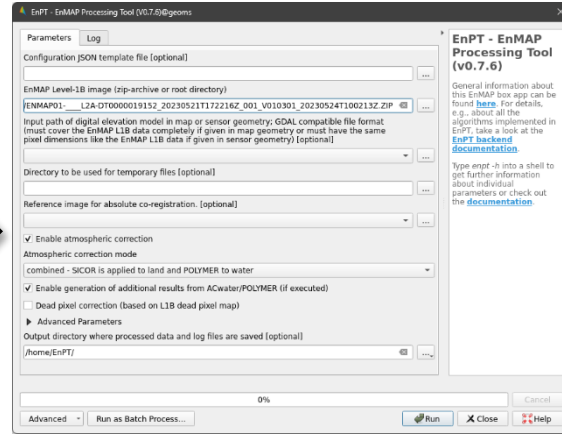 EnPT - EnMAP Processing Tool (V0.7.6)@geoms
Parameters
Log
Configuration JSON template file [optional]
...
EnMAP Level-1B image (zip-archive or root directory)
/ENMAP01-____L2A-DT0000019152_20230521T172216Z_001_V010301_20230524T100213Z.ZIP
...
Input path of digital elevation model in map or sensor geometry; GDAL compatible file format
(must cover the EnMAP L1B data completely if given in map geometry or must have the same
pixel dimensions like the EnMAP L1B data if given in sensor geometry) [optional]
...
Directory to be used for temporary files [optional]
...
Reference image for absolute co-registration. [optional]
...
Enable atmospheric correction
Atmospheric correction mode
combined - SICOR is applied to land and POLYMER to water
Enable generation of additional results from ACwater/POLYMER (if executed)
Dead pixel correction (based on L1B dead pixel map)
Advanced Parameters
Output directory where processed data and log files are saved [optional]
/home/EnPT/
...
EnPT - EnMAP
Processing Tool
(v0.7.6)
General information about
this EnMAP box app can be
found here. For details,
e.g., about all the
algorithms implemented in
EnPT, take a look at the
EnPT backend
documentation.
Type enpt -h into a shell to
get further information
about individual
parameters or check out
the documentation.
0%
Cancel
Advanced
Run as Batch Process...
Run
Close
Help